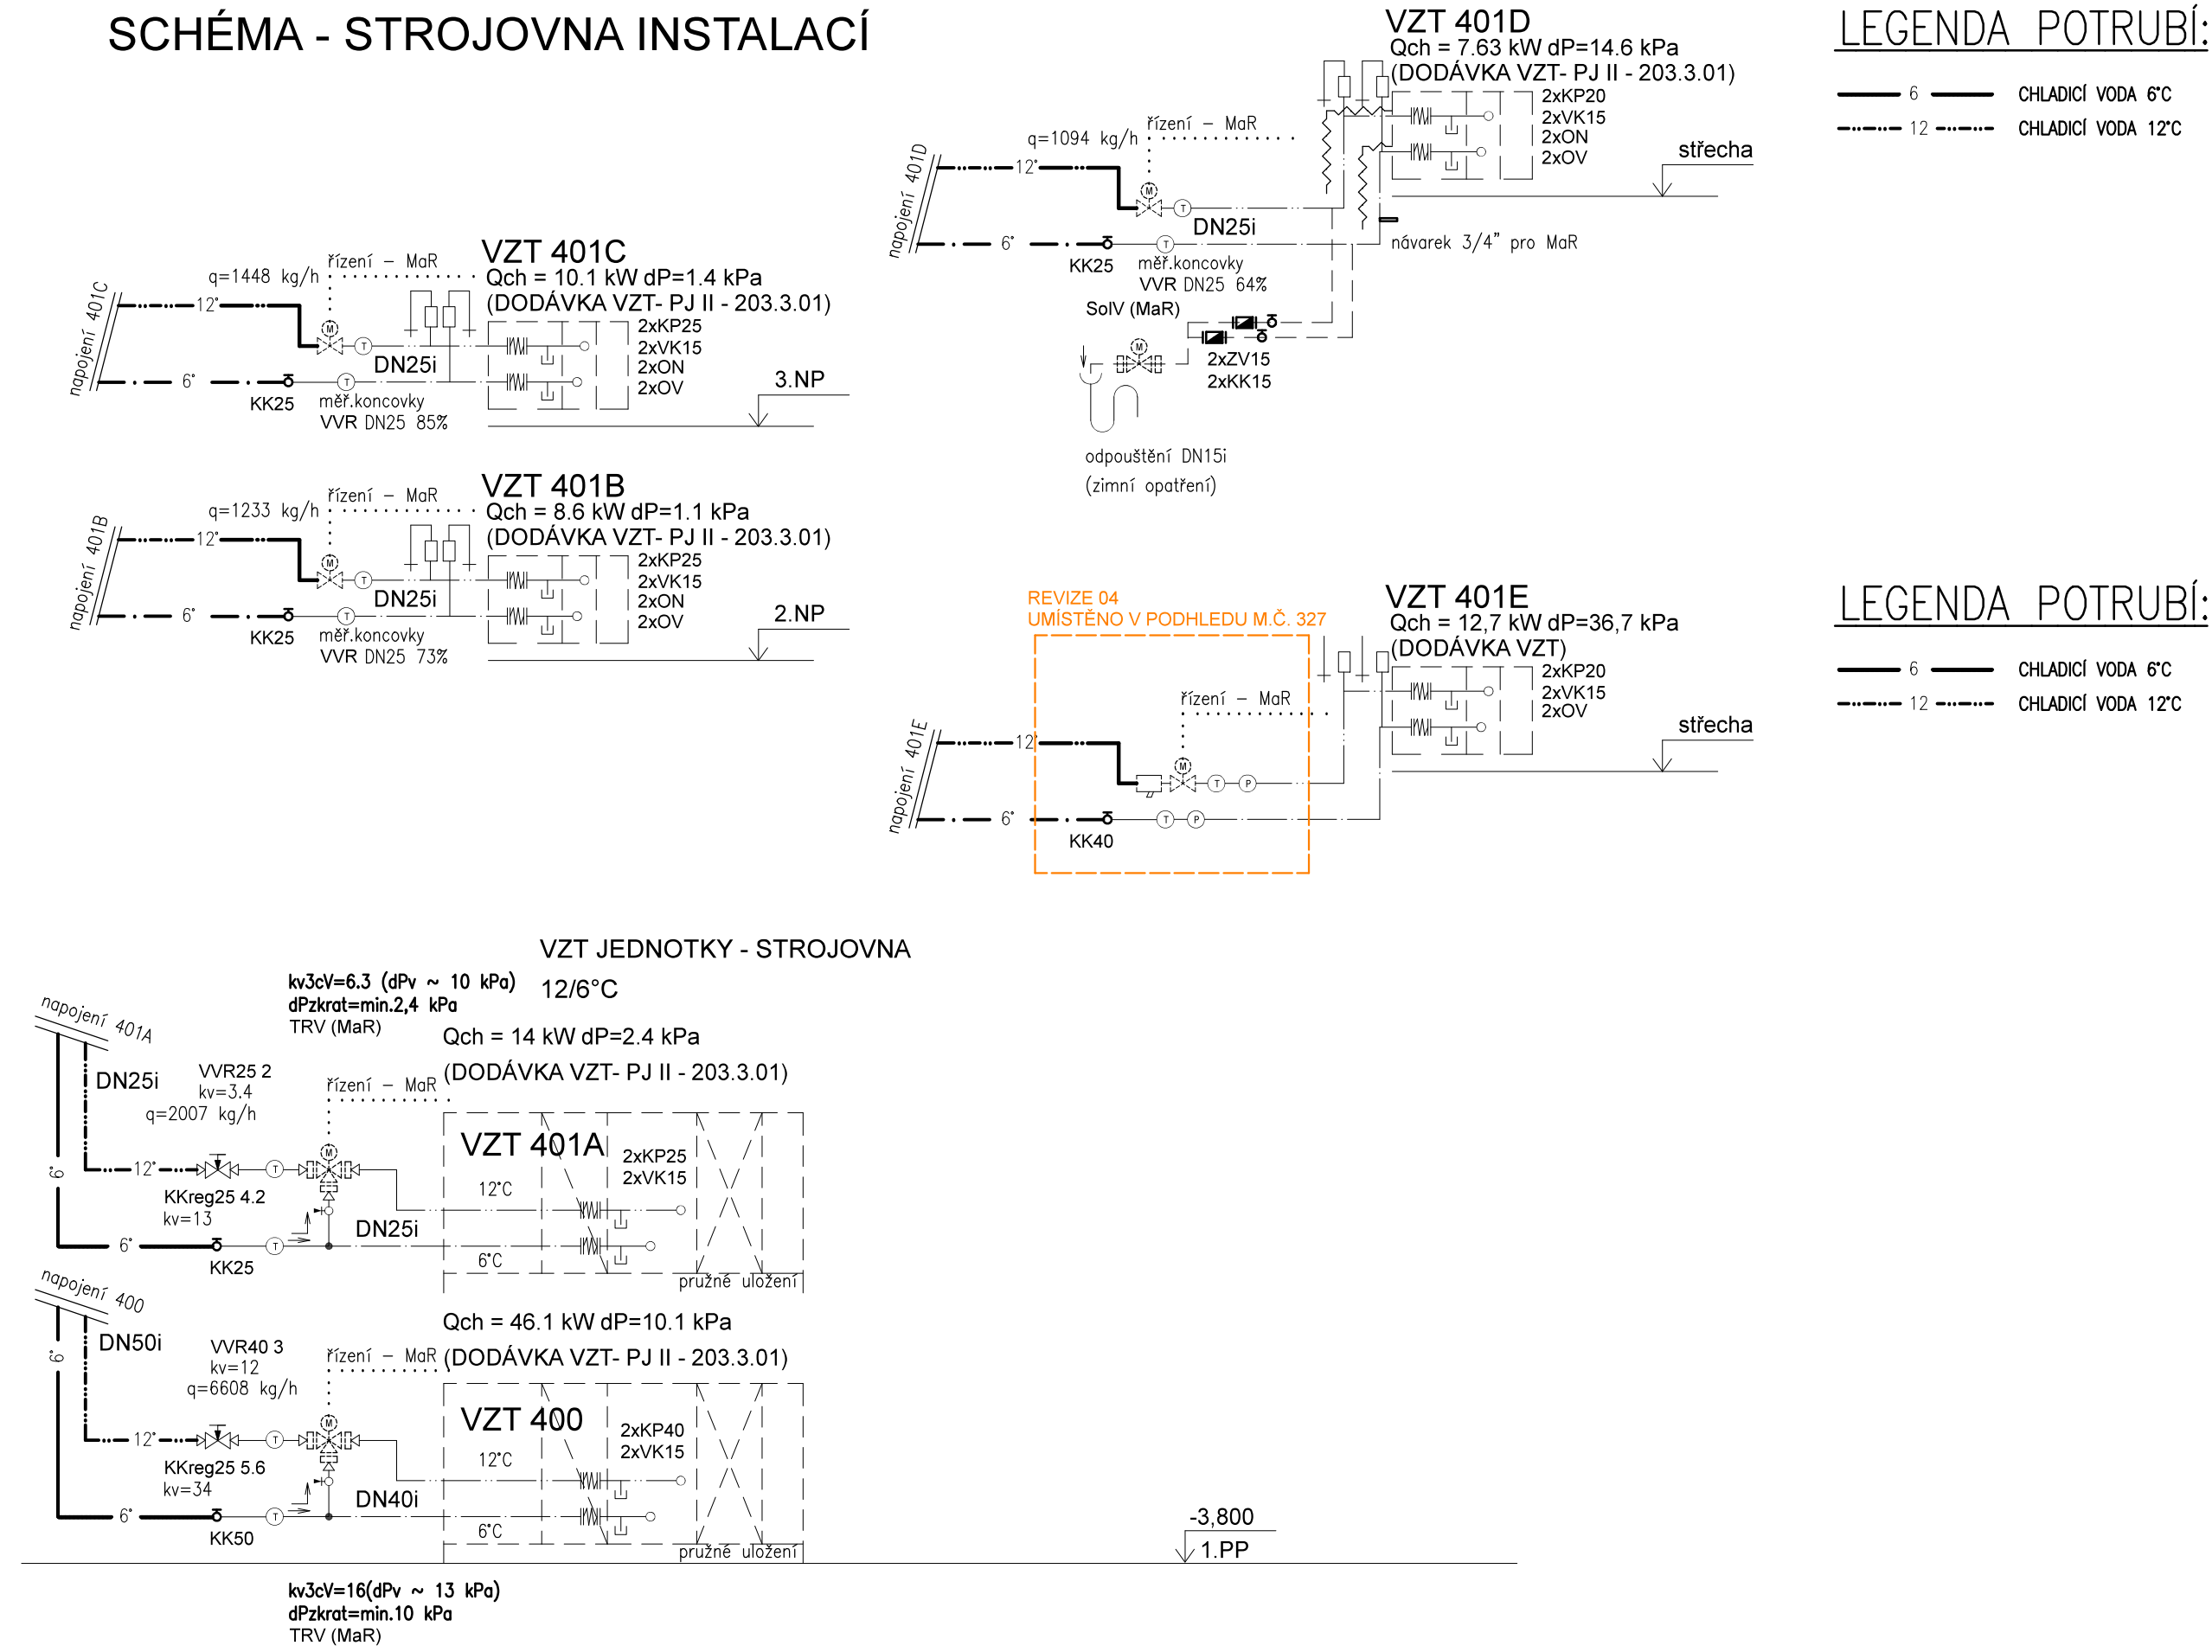 SCHÉMA - STROJOVNA INSTALACÍ
VZT 401D
Qch = 7.63 kW dP=14.6 kPa
(DODÁVKA VZT- PJ II - 203.3.01)
2xKP20
2xVK15
2xON
2xOV
střecha
řízení – MaR
q=1094 kg/h
napojení 401D
12°
M
T
DN25i
6°
T
KK25
měř.koncovky
VVR DN25 64%
návarek 3/4" pro MaR
SolV (MaR)
M
2xZV15
2xKK15
odpouštění DN15i
(zimní opatření)
LEGENDA POTRUBÍ:
6 CHLADICÍ VODA 6°C
12 CHLADICÍ VODA 12°C
VZT 401C
Qch = 10.1 kW dP=1.4 kPa
(DODÁVKA VZT- PJ II - 203.3.01)
2xKP25
2xVK15
2xON
2xOV
3.NP
řízení – MaR
q=1448 kg/h
napojení 401C
12°
M
T
DN25i
6°
T
KK25
měř.koncovky
VVR DN25 85%
VZT 401B
Qch = 8.6 kW dP=1.1 kPa
(DODÁVKA VZT- PJ II - 203.3.01)
2xKP25
2xVK15
2xON
2xOV
2.NP
řízení – MaR
q=1233 kg/h
napojení 401B
12°
M
T
DN25i
6°
T
KK25
měř.koncovky
VVR DN25 73%
REVIZE 04
UMÍSTĚNO V PODHLEDU M.Č. 327
VZT 401E
Qch = 12,7 kW dP=36,7 kPa
(DODÁVKA VZT)
2xKP20
2xVK15
2xOV
střecha
řízení – MaR
napojení 401E
12
M
T
P
6°
T
P
KK40
LEGENDA POTRUBÍ:
6 CHLADICÍ VODA 6°C
12 CHLADICÍ VODA 12°C
VZT JEDNOTKY - STROJOVNA
12/6°C
kv3cV=6.3 (dPv ~ 10 kPa)
dPzkrat=min.2,4 kPa
TRV (MaR)
Qch = 14 kW dP=2.4 kPa
(DODÁVKA VZT- PJ II - 203.3.01)
napojení 401A
DN25i
VVR25 2
kv=3.4
q=2007 kg/h
řízení – MaR
VZT 401A
2xKP25
2xVK15
M
6°
12°
T
KKreg25 4.2
kv=13
12°C
DN25i
6°
T
6°C
KK25
pružné uložení
napojení 400
Qch = 46.1 kW dP=10.1 kPa
(DODÁVKA VZT- PJ II - 203.3.01)
DN50i
VVR40 3
kv=12
q=6608 kg/h
řízení – MaR
VZT 400
2xKP40
2xVK15
M
6°
12°
T
KKreg25 5.6
kv=34
12°C
DN40i
6°
T
6°C
KK50
pružné uložení
-3,800
1.PP
kv3cV=16(dPv ~ 13 kPa)
dPzkrat=min.10 kPa
TRV (MaR)